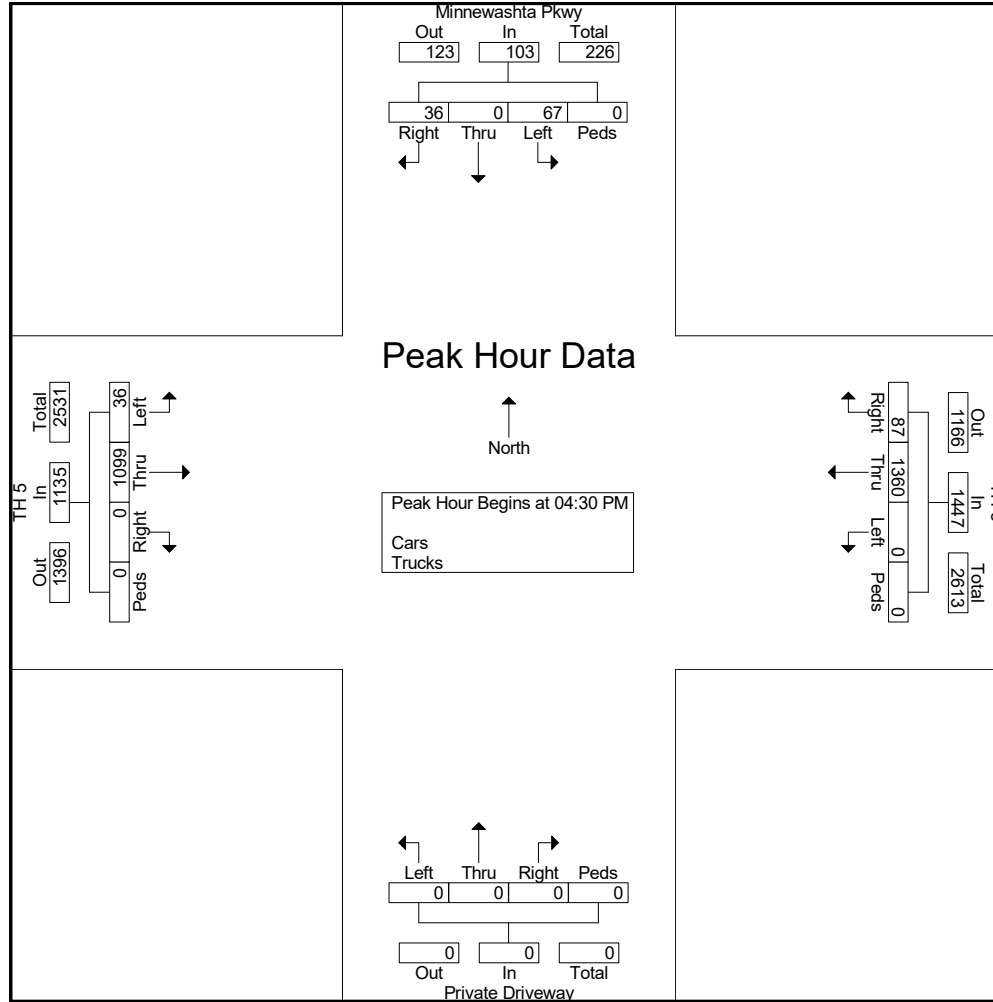 Minnewashta Pkwy
Out In Total
123 103 226
36 0 67 0
Right Thru Left Peds
Peak Hour Data
North
Peak Hour Begins at 04:30 PM
Cars
Trucks
TH 5
Total In Out
2531 1135 1396
36 1099 0 0
Left Thru Right Peds
Out In Total
1166 1447 2613
87 1360 0 0
Right Thru Left Peds
Left Thru Right Peds
0 0 0 0
0 0 0
Out In Total
Private Driveway